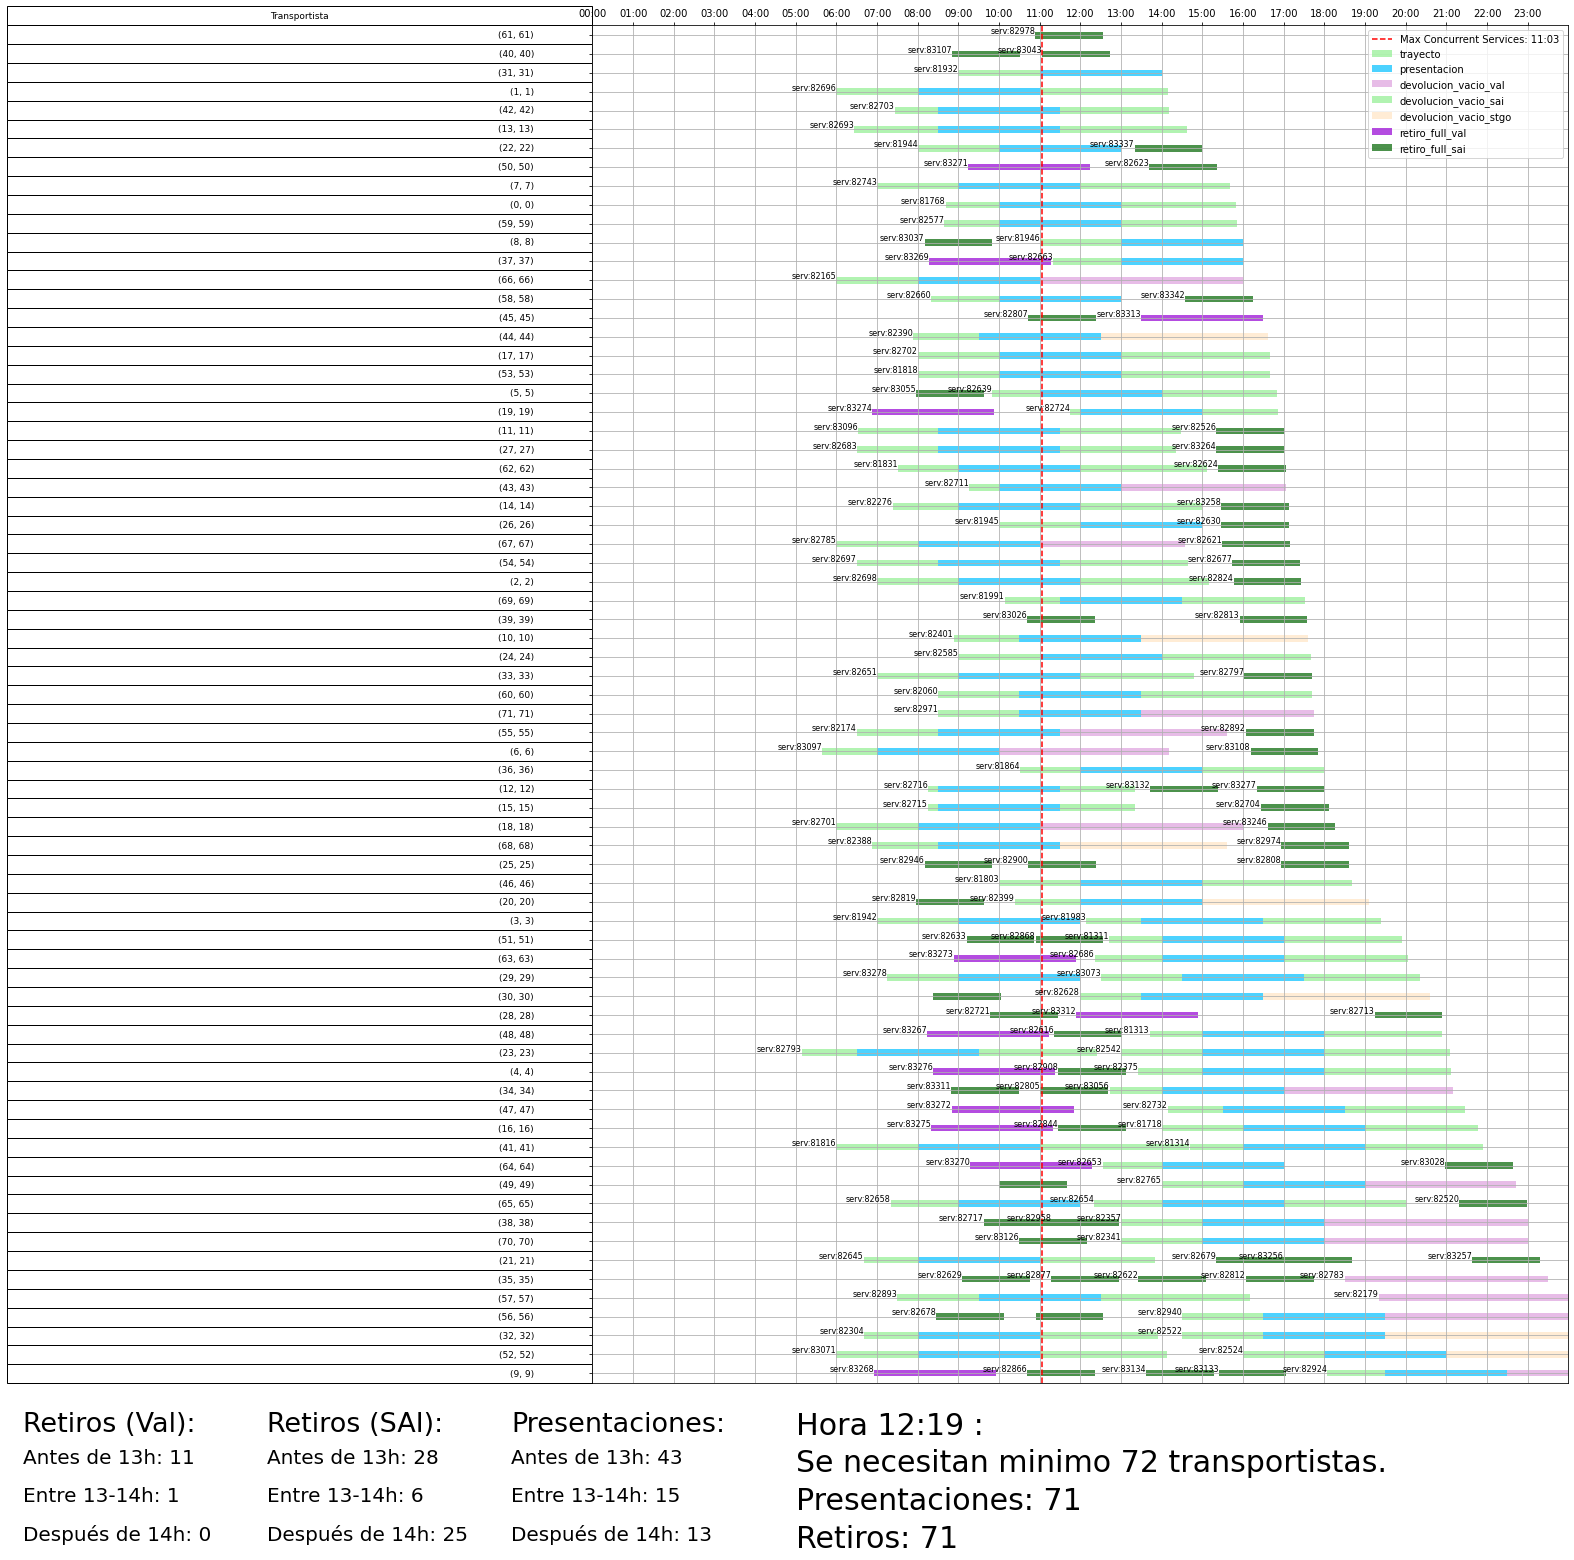 Transportista 00:00 01:00 02:00 03:00 04:00 05:00 06:00 07:00 08:00 09:00 10:00 11:00 12:00 13:00 14:00 15:00 16:00 17:00 18:00 19:00 20:00 21:00 22:00 23:00
Max Concurrent Services: 11:03
trayecto
presentacion
devolucion_vacio_val
devolucion_vacio_sai
devolucion_vacio_stgo
retiro_full_val
retiro_full_sai
(61, 61) serv:82978
(40, 40) serv:83107 serv:83043
(31, 31) serv:81932
(1, 1) serv:82696
(42, 42) serv:82703
(13, 13) serv:82693
(22, 22) serv:81944 serv:83337
(50, 50) serv:83271 serv:82623
(7, 7) serv:82743
(0, 0) serv:81768
(59, 59) serv:82577
(8, 8) serv:83037 serv:81946
(37, 37) serv:83269 serv:82663
(66, 66) serv:82165
(58, 58) serv:82660 serv:83342
(45, 45) serv:82807 serv:83313
(44, 44) serv:82390
(17, 17) serv:82702
(53, 53) serv:81818
(5, 5) serv:83055 serv:82639
(19, 19) serv:83274 serv:82724
(11, 11) serv:83096 serv:82526
(27, 27) serv:82683 serv:83264
(62, 62) serv:81831 serv:82624
(43, 43) serv:82711
(14, 14) serv:82276 serv:83258
(26, 26) serv:81945 serv:82630
(67, 67) serv:82785 serv:82621
(54, 54) serv:82697 serv:82677
(2, 2) serv:82698 serv:82824
(69, 69) serv:81991
(39, 39) serv:83026 serv:82813
(10, 10) serv:82401
(24, 24) serv:82585
(33, 33) serv:82651 serv:82797
(60, 60) serv:82060
(71, 71) serv:82971
(55, 55) serv:82174 serv:82892
(6, 6) serv:83097 serv:83108
(36, 36) serv:81864
(12, 12) serv:82716 serv:83132 serv:83277
(15, 15) serv:82715 serv:82704
(18, 18) serv:82701 serv:83246
(68, 68) serv:82388 serv:82974
(25, 25) serv:82946 serv:82900 serv:82808
(46, 46) serv:81803
(20, 20) serv:82819 serv:82399
(3, 3) serv:81942 serv:81983
(51, 51) serv:82633 serv:82868 serv:81311
(63, 63) serv:83273 serv:82686
(29, 29) serv:83278 serv:83073
(30, 30) serv:82628
(28, 28) serv:82721 serv:83312 serv:82713
(48, 48) serv:83267 serv:82616 serv:81313
(23, 23) serv:82793 serv:82542
(4, 4) serv:83276 serv:82908 serv:82375
(34, 34) serv:83311 serv:82805 serv:83056
(47, 47) serv:83272 serv:82732
(16, 16) serv:83275 serv:82844 serv:81718
(41, 41) serv:81816 serv:81314
(64, 64) serv:83270 serv:82653 serv:83028
(49, 49) serv:82765
(65, 65) serv:82658 serv:82654 serv:82520
(38, 38) serv:82717 serv:82958 serv:82357
(70, 70) serv:83126 serv:82341
(21, 21) serv:82645 serv:82679 serv:83256 serv:83257
(35, 35) serv:82629 serv:82877 serv:82622 serv:82812 serv:82783
(57, 57) serv:82893 serv:82179
(56, 56) serv:82678 serv:82940
(32, 32) serv:82304 serv:82522
(52, 52) serv:83071 serv:82524
(9, 9) serv:83268 serv:82866 serv:83134 serv:83133 serv:82924
Retiros (Val):
Antes de 13h: 11
Entre 13-14h: 1
Después de 14h: 0
Retiros (SAI):
Antes de 13h: 28
Entre 13-14h: 6
Después de 14h: 25
Presentaciones:
Antes de 13h: 43
Entre 13-14h: 15
Después de 14h: 13
Hora 12:19 :
Se necesitan minimo 72 transportistas.
Presentaciones: 71
Retiros: 71